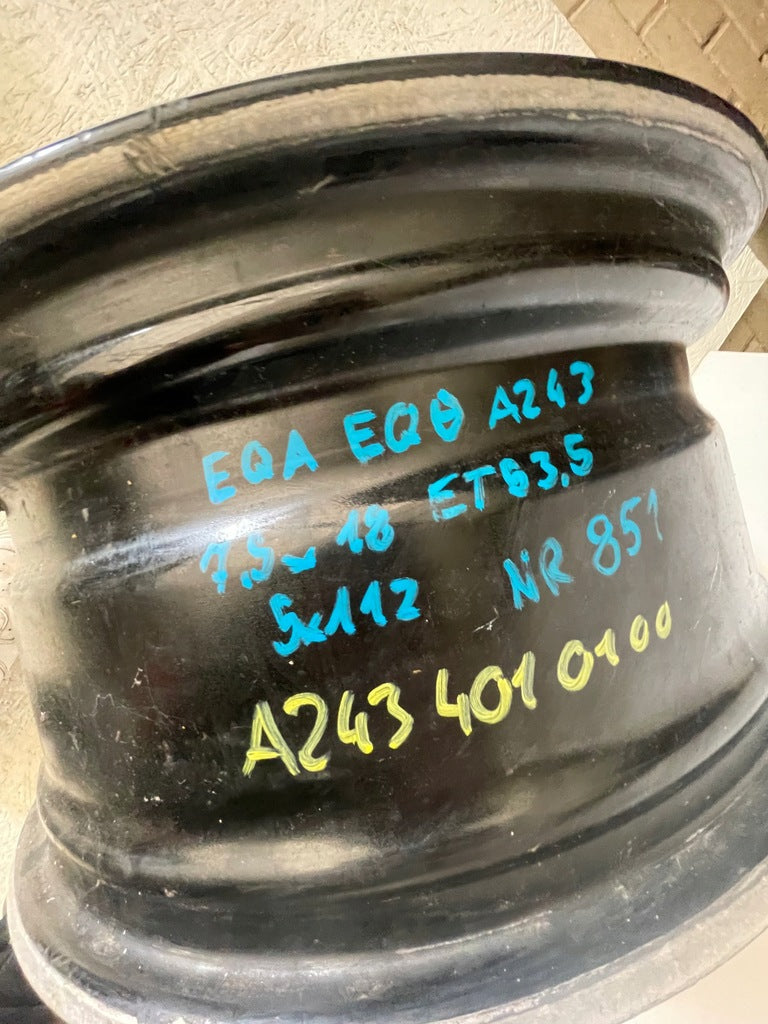 EQA EQB A243
7.5x18 ET53.5
5x112 NR 851
A243 401 0100